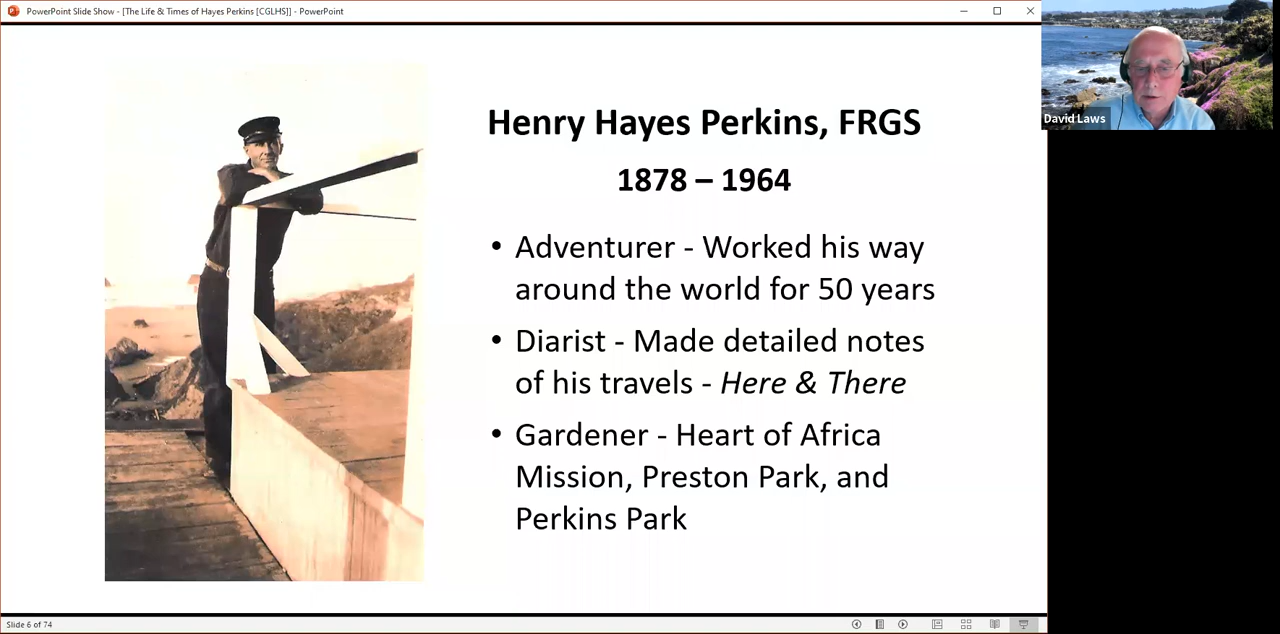 PowerPoint Slide Show - [The Life & Times of Hayes Perkins [CGLHS]] - PowerPoint
David Laws
Henry Hayes Perkins, FRGS
1878 – 1964
• Adventurer - Worked his way
around the world for 50 years
• Diarist - Made detailed notes
of his travels - Here & There
• Gardener - Heart of Africa
Mission, Preston Park, and
Perkins Park
Slide 6 of 74